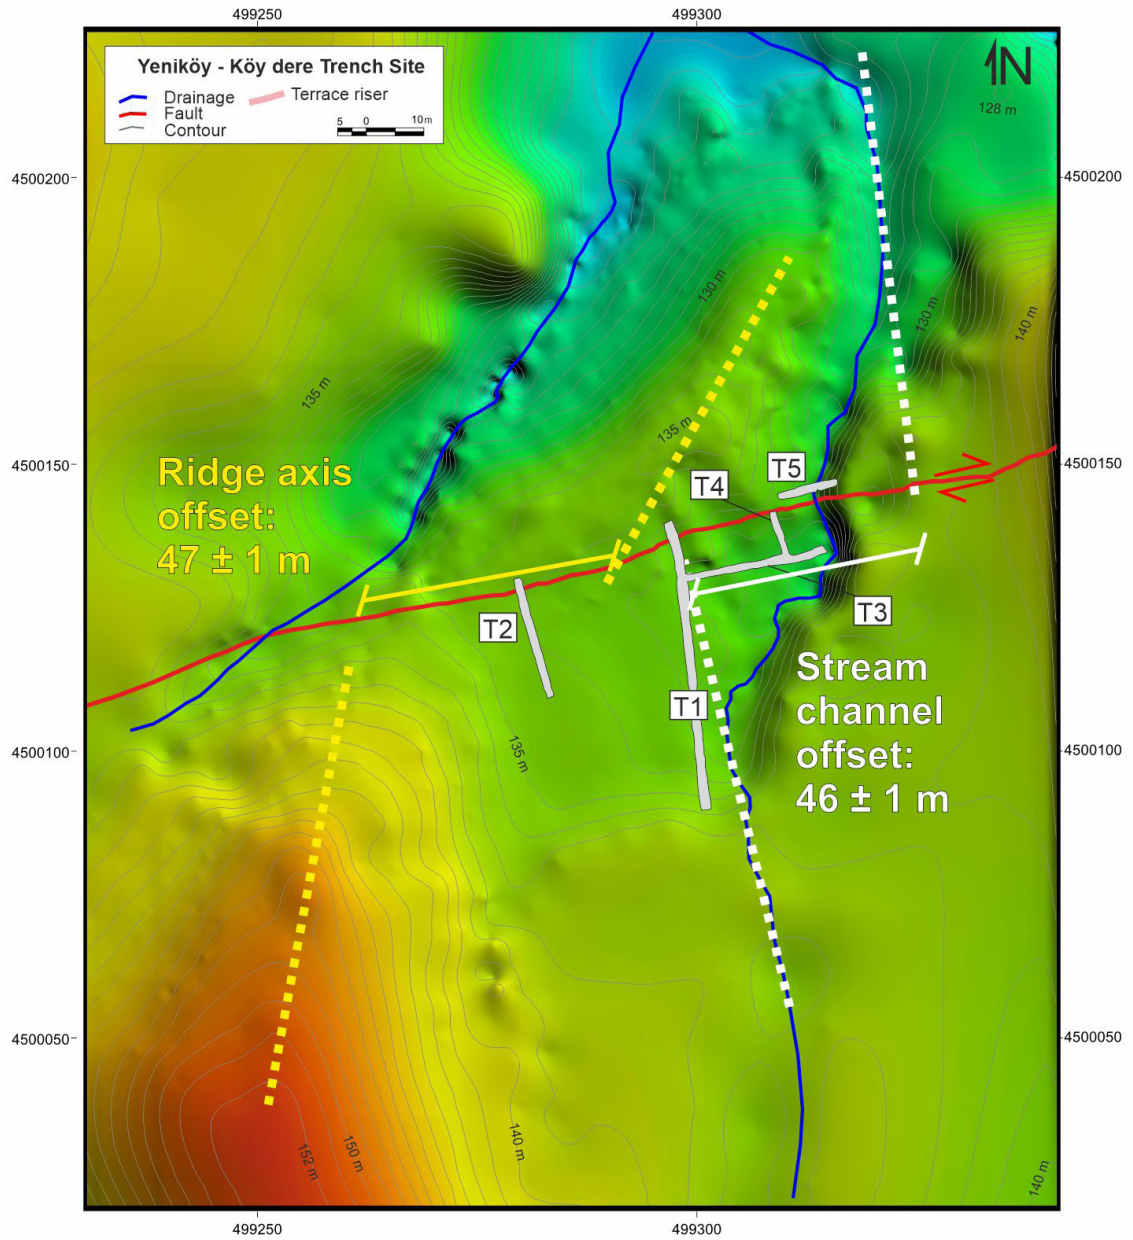 499250
499300
Yeniköy - Köy dere Trench Site
Drainage
Terrace riser
Fault
Contour
5 0 10 m
N
128 m
4500200
4500200
130 m
130 m
140 m
135 m
135 m
4500150
4500150
Ridge axis
offset:
47 ± 1 m
T5
T4
T3
T2
T1
Stream
channel
offset:
46 ± 1 m
135 m
4500100
4500100
4500050
4500050
152 m
150 m
140 m
140 m
499250
499300